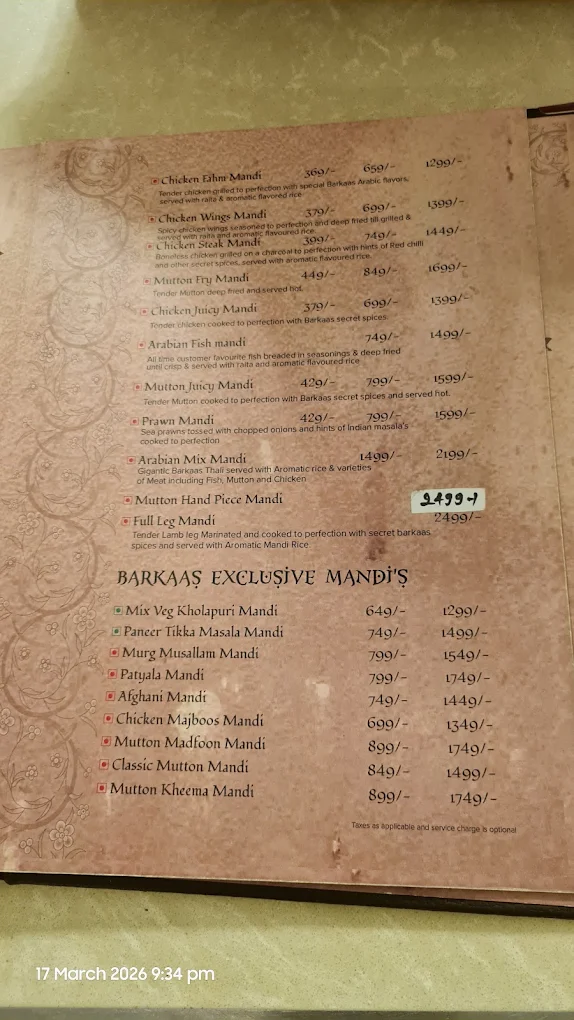 Chicken Fahm Mandi 369/- 659/- 1299/-
Tender chicken grilled to perfection with special Barkaas Arabic flavors,
served with raita & aromatic flavoured rice.
Chicken Wings Mandi 379/- 699/- 1399/-
Spicy chicken wings seasoned to perfection and deep fried till grilled &
served with raita and aromatic flavoured rice.
Chicken Steak Mandi 399/- 749/- 1449/-
Boneless chicken grilled on a charcoal to perfection with hints of Red chilli
and other secret spices, served with aromatic flavoured rice.
Mutton Fry Mandi 449/- 849/- 1699/-
Tender Mutton deep fried and served hot.
Chicken Juicy Mandi 379/- 699/- 1399/-
Tender chicken cooked to perfection with Barkaas secret spices.
Arabian Fish mandi 749/- 1499/-
All time customer favourite fish breaded in seasonings & deep fried
until crisp & served with raita and aromatic flavoured rice
Mutton Juicy Mandi 429/- 799/- 1599/-
Tender Mutton cooked to perfection with Barkaas secret spices and served hot.
Prawn Mandi 429/- 799/- 1599/-
Sea prawns tossed with chopped onions and hints of Indian masala's
cooked to perfection
Arabian Mix Mandi 1499/- 2199/-
Gigantic Barkaas Thali served with Aromatic rice & varieties
of Meat including Fish, Mutton and Chicken
Mutton Hand Piece Mandi 2499-/
Full Leg Mandi 2499/-
Tender Lamb leg Marinated and cooked to perfection with secret barkaas
spices and served with Aromatic Mandi Rice.
BARKAAS EXCLUSIVE MANDI'S
Mix Veg Kholapuri Mandi 649/- 1299/-
Paneer Tikka Masala Mandi 749/- 1499/-
Murg Musallam Mandi 799/- 1549/-
Patyala Mandi 799/- 1749/-
Afghani Mandi 749/- 1449/-
Chicken Majboos Mandi 699/- 1349/-
Mutton Madfoon Mandi 899/- 1749/-
Classic Mutton Mandi 849/- 1499/-
Mutton Kheema Mandi 899/- 1749/-
Taxes as applicable and service charge is optional
17 March 2026 9:34 pm